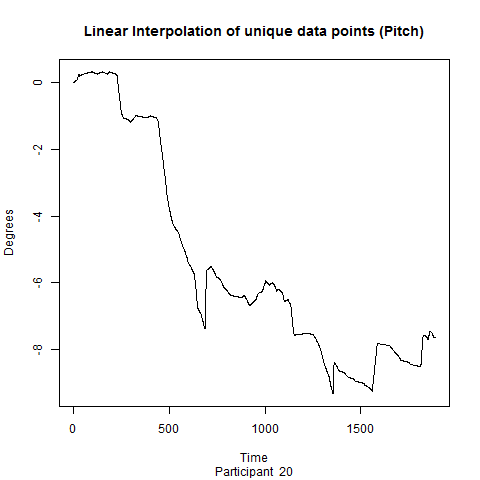 Linear Interpolation of unique data points (Pitch)
0
-2
-4
-6
-8
Degrees
0 500 1000 1500
Time
Participant 20